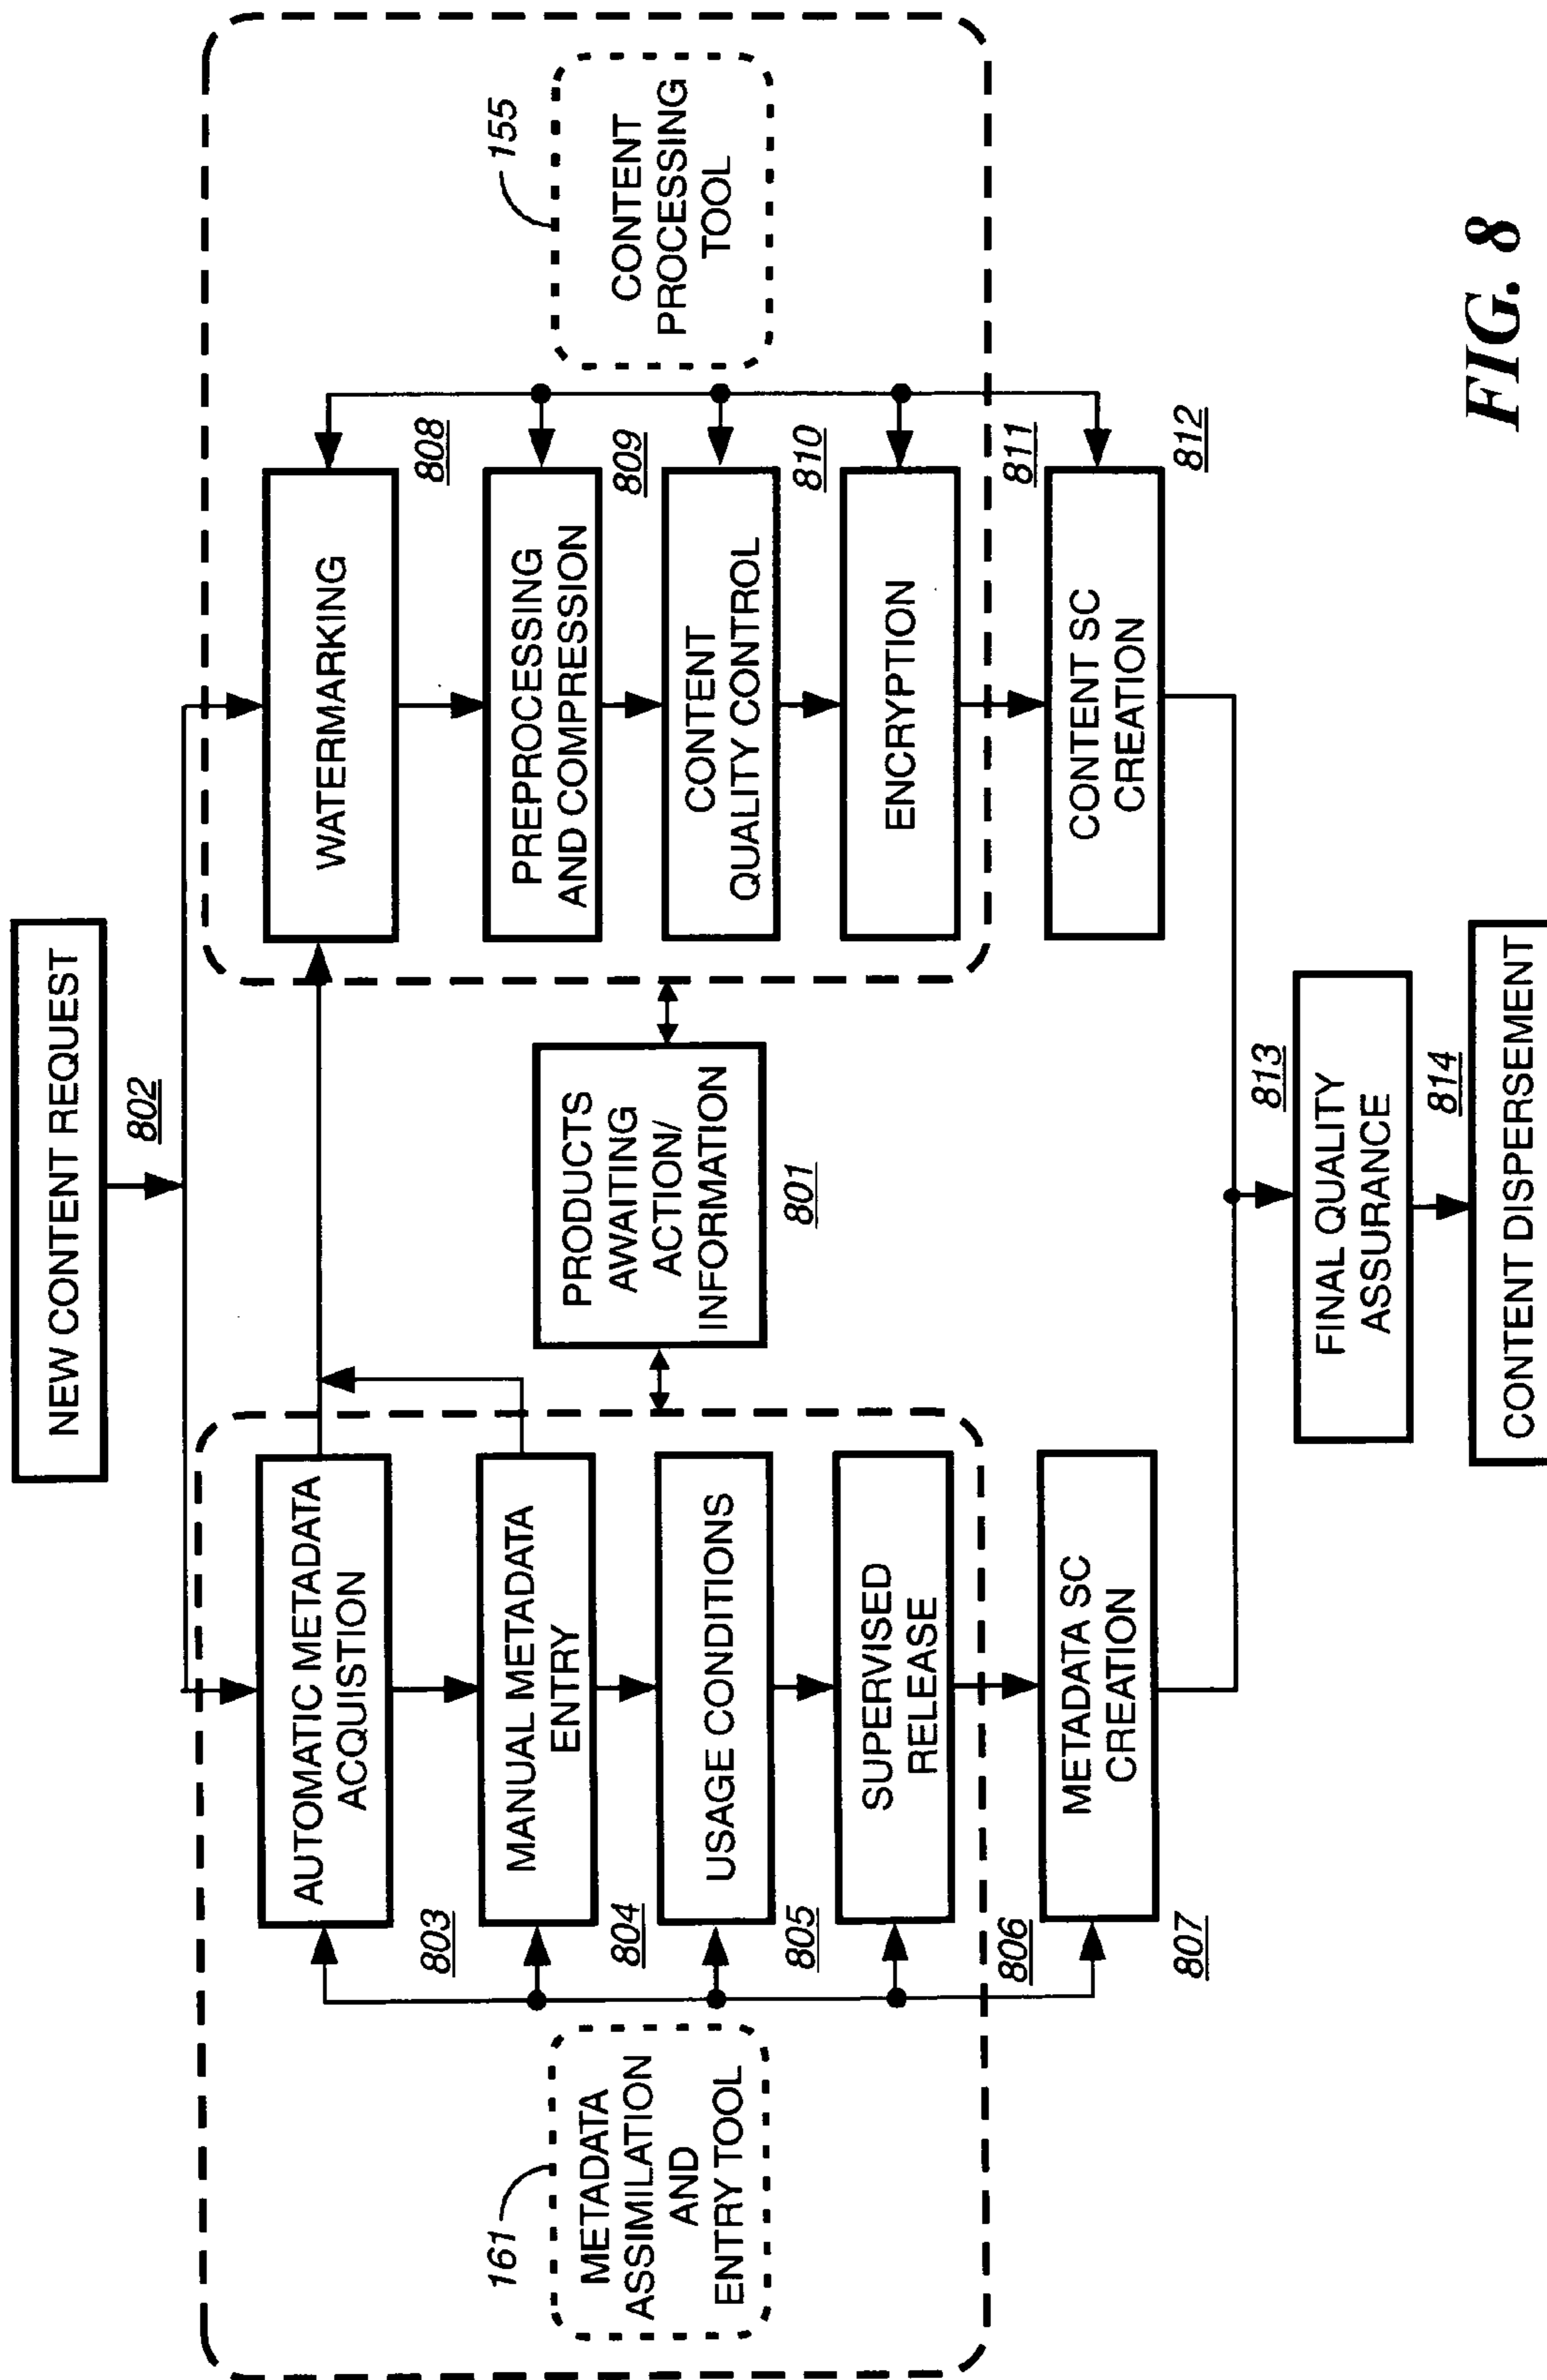 NEW CONTENT REQUEST
802
161
METADATA
ASSIMILATION
AND
ENTRY TOOL
AUTOMATIC METADATA
ACQUISTION
803
MANUAL METADATA
ENTRY
804
USAGE CONDITIONS
805
SUPERVISED
RELEASE
806
METADATA SC
CREATION
807
PRODUCTS
AWAITING
ACTION/
INFORMATION
801
WATERMARKING
808
PREPROCESSING
AND COMPRESSION
809
CONTENT
QUALITY CONTROL
810
ENCRYPTION
811
CONTENT SC
CREATION
812
155
CONTENT
PROCESSING
TOOL
813
FINAL QUALITY
ASSURANCE
814
CONTENT DISPERSEMENT
FIG. 8